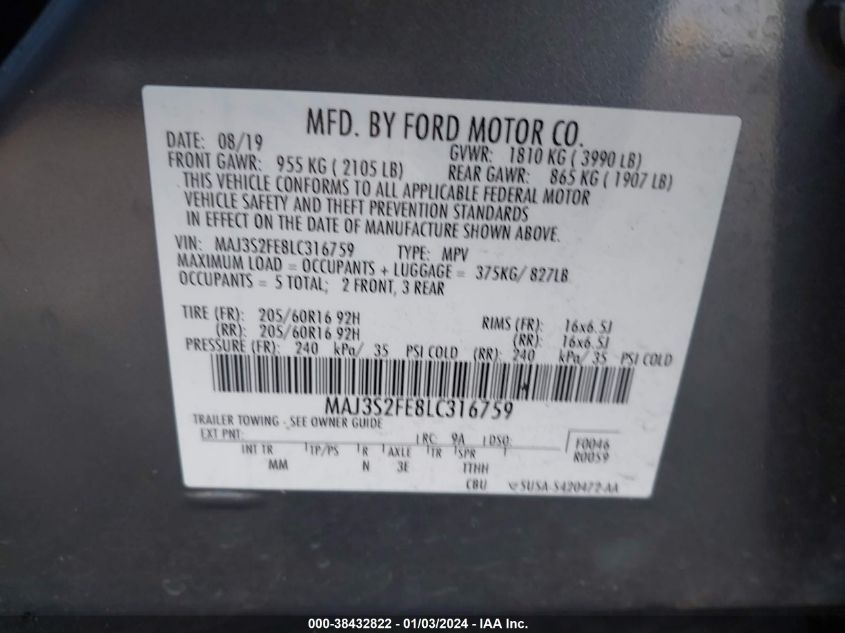 MFD. BY FORD MOTOR CO.
DATE: 08/19 GVWR: 1810 KG ( 3990 LB)
FRONT GAWR: 955 KG ( 2105 LB) REAR GAWR: 865 KG ( 1907 LB)
THIS VEHICLE CONFORMS TO ALL APPLICABLE FEDERAL MOTOR
VEHICLE SAFETY AND THEFT PREVENTION STANDARDS
IN EFFECT ON THE DATE OF MANUFACTURE SHOWN ABOVE.
VIN: MAJ3S2FE8LC316759 TYPE: MPV
MAXIMUM LOAD = OCCUPANTS + LUGGAGE = 375KG/ 827LB
OCCUPANTS = 5 TOTAL; 2 FRONT, 3 REAR
TIRE (FR): 205/60R16 92H RIMS (FR): 16x6.5J
(RR): 205/60R16 92H (RR): 16x6.5J
PRESSURE (FR): 240 kPa/ 35 PSI COLD (RR): 240 kPa/ 35 PSI COLD
MAJ3S2FE8LC316759
TRAILER TOWING - SEE OWNER GUIDE
EXT PNT: LRC 9A DSO: F0046
INT TR TP/PS R AXLE TR SPR R0059
MM N 3E TTHH
CBU 5USA-S420472-AA
000-38432822 - 01/03/2024 - IAA Inc.